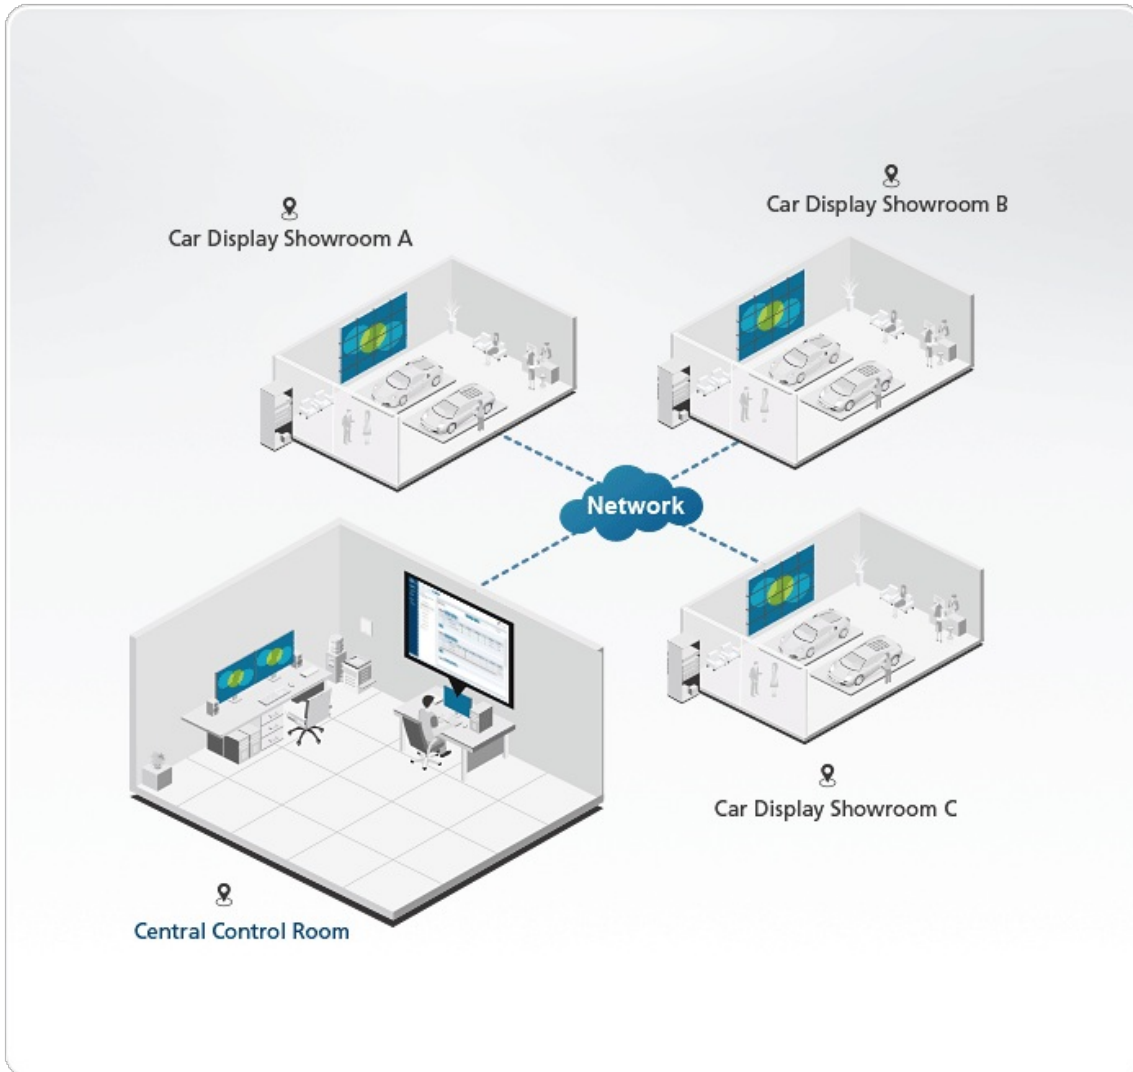 Car Display Showroom A
Car Display Showroom B
Network
Car Display Showroom C
Central Control Room